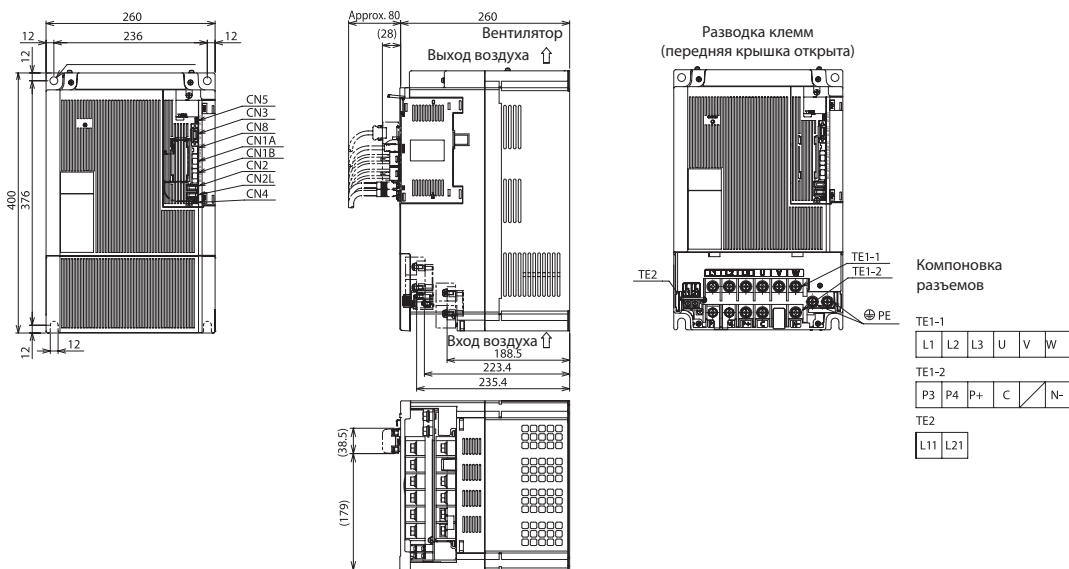 260
12
236
12
12
400
376
12
12
CN5
CN3
CN8
CN1A
CN1B
CN2
CN2L
CN4
Approx. 80
260
(28)
Вентилятор
Выход воздуха
Вход воздуха
188.5
223.4
235.4
(38.5)
(179)
Разводка клемм
(передняя крышка открыта)
TE2
TE1-1
TE1-2
PE
Компоновка
разъемов
TE1-1
L1 L2 L3 U V W
TE1-2
P3 P4 P+ C N-
TE2
L11 L21